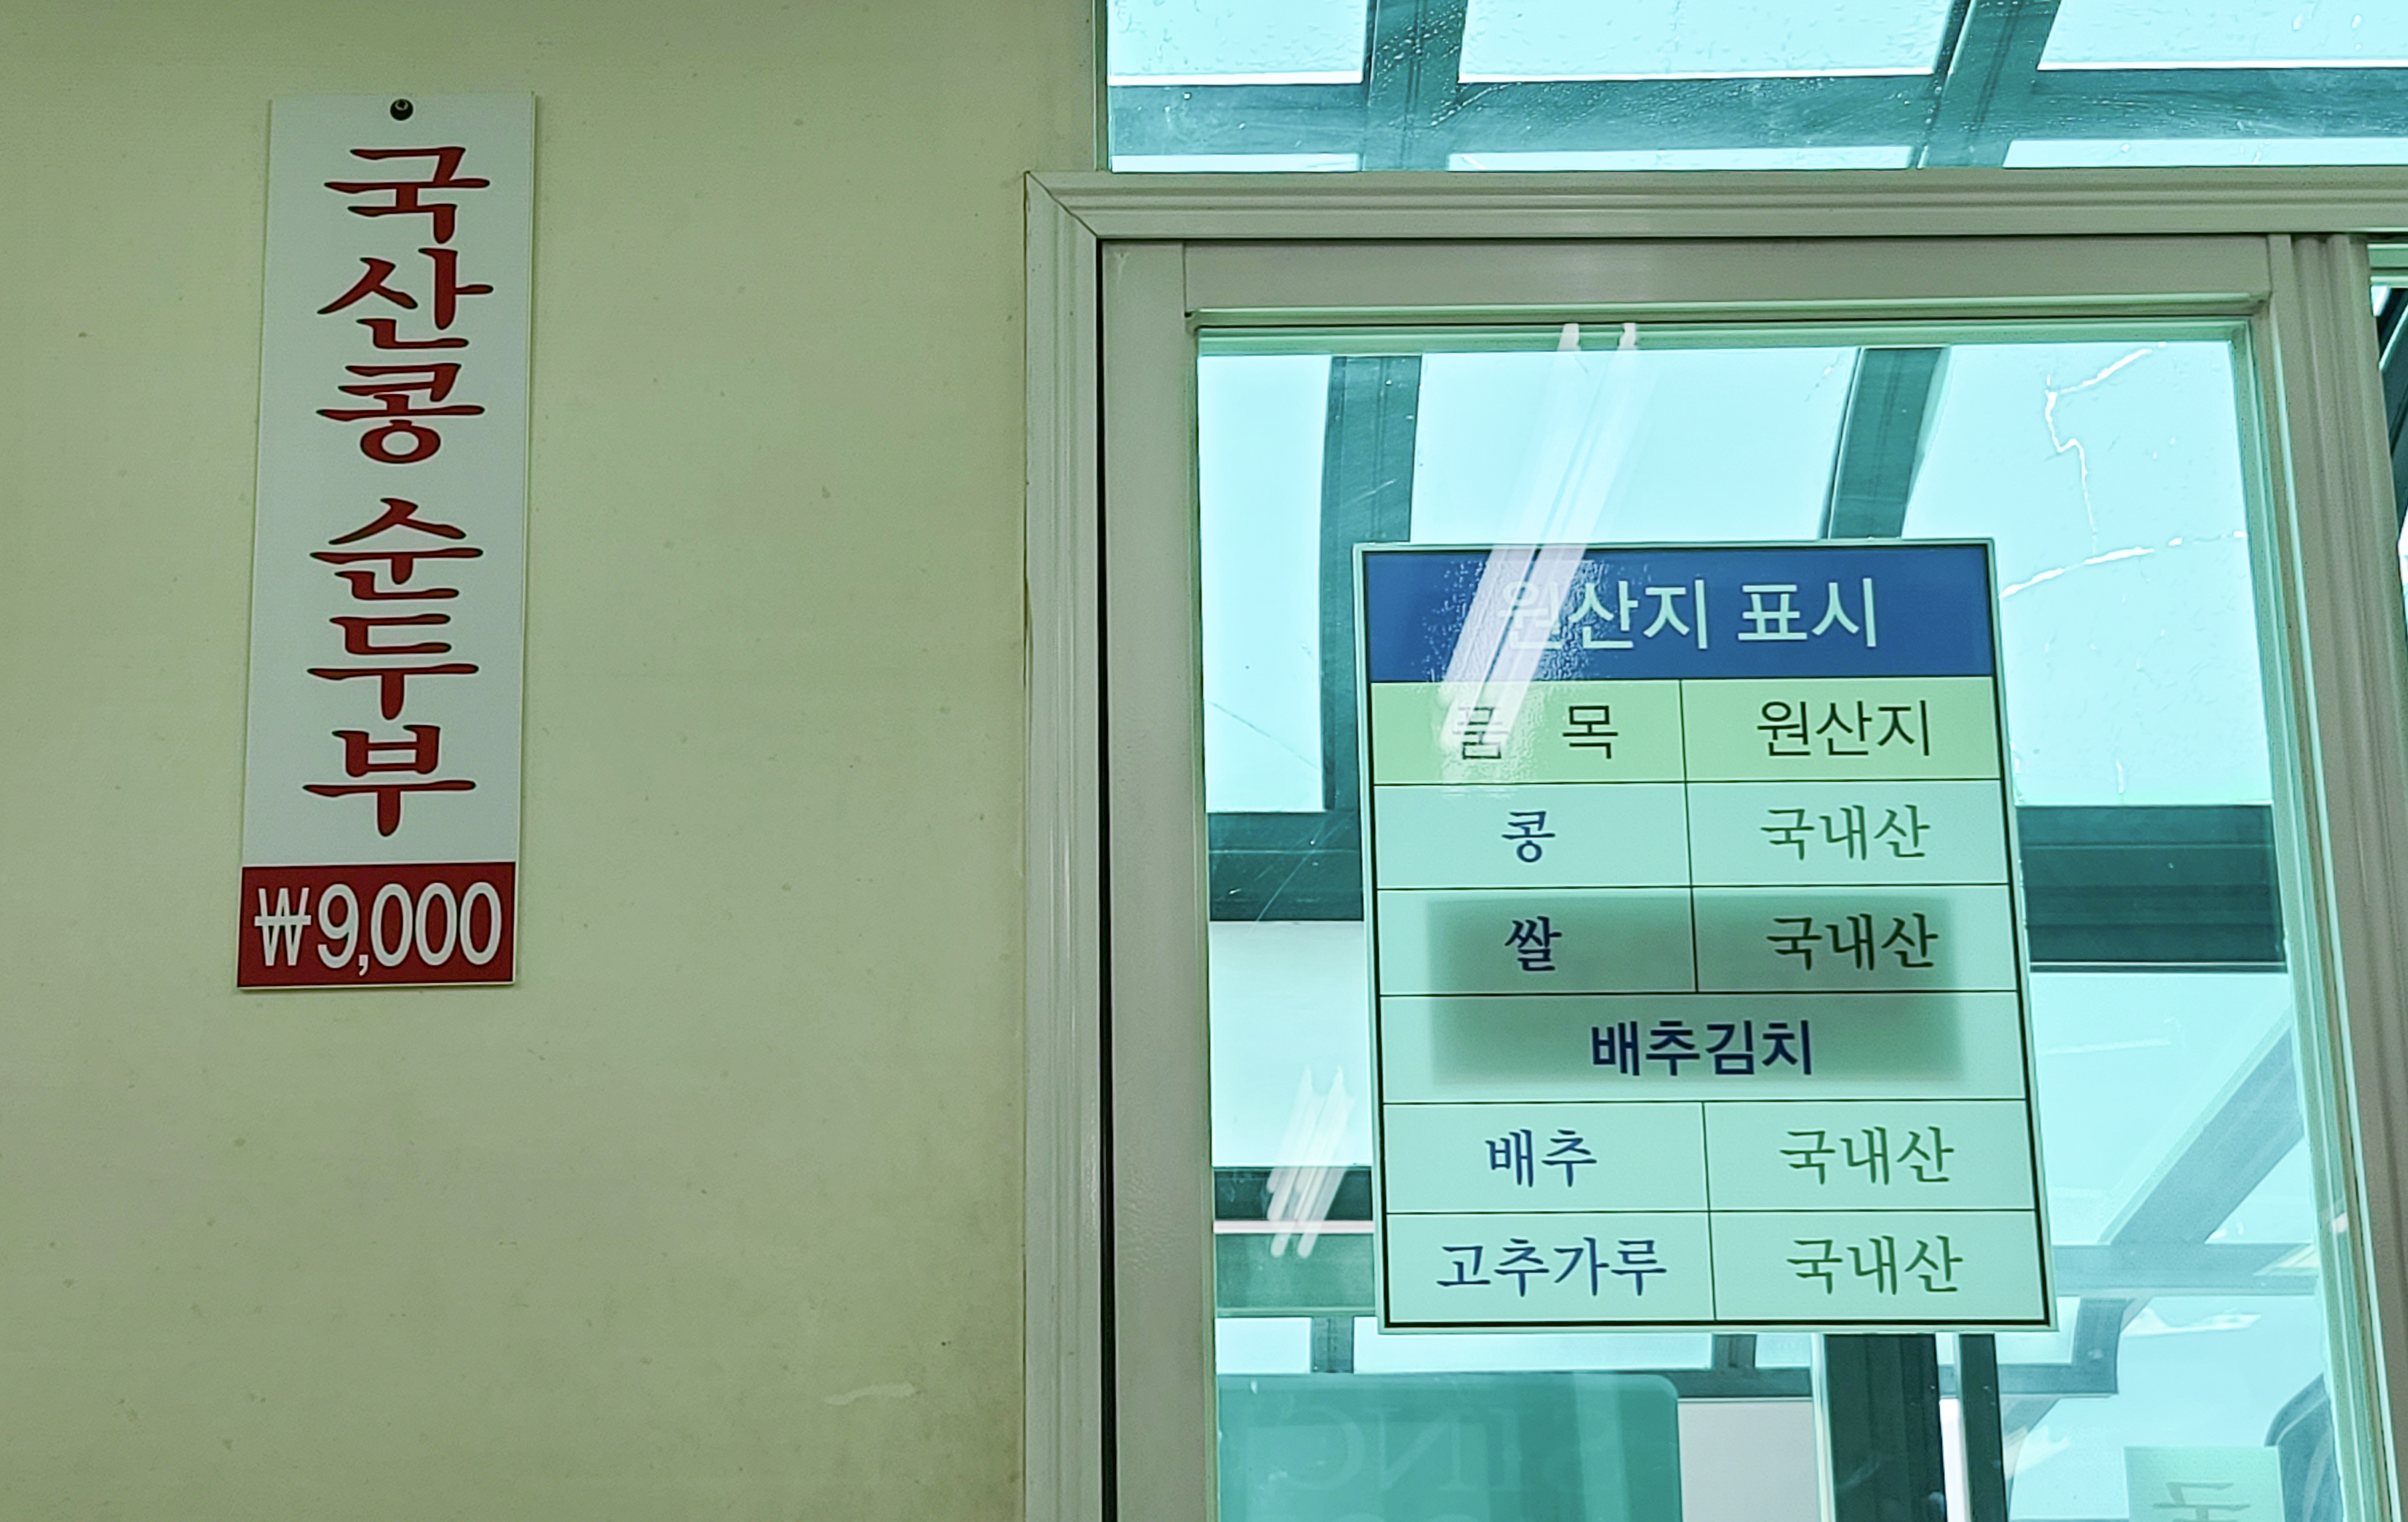 국산콩 순두부
₩9,000
원산지 표시
품 목 원산지
콩 국내산
쌀 국내산
배추김치
배추 국내산
고추가루 국내산